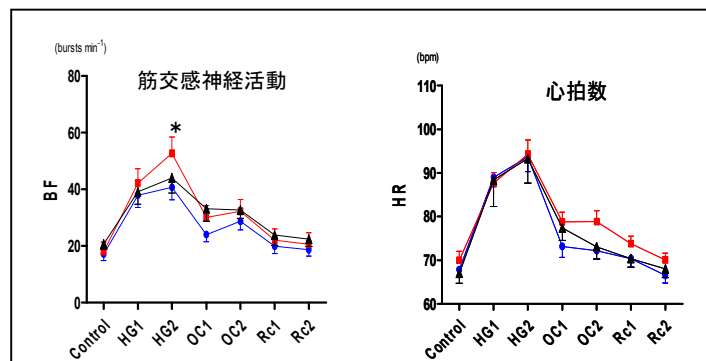 (bursts min⁻¹)
筋交感神経活動
BF
80
60
40
20
0
*
Control
HG1
HG2
OC1
OC2
Rc1
Rc2
(bpm)
心拍数
HR
110
100
90
80
70
60
Control
HG1
HG2
OC1
OC2
Rc1
Rc2